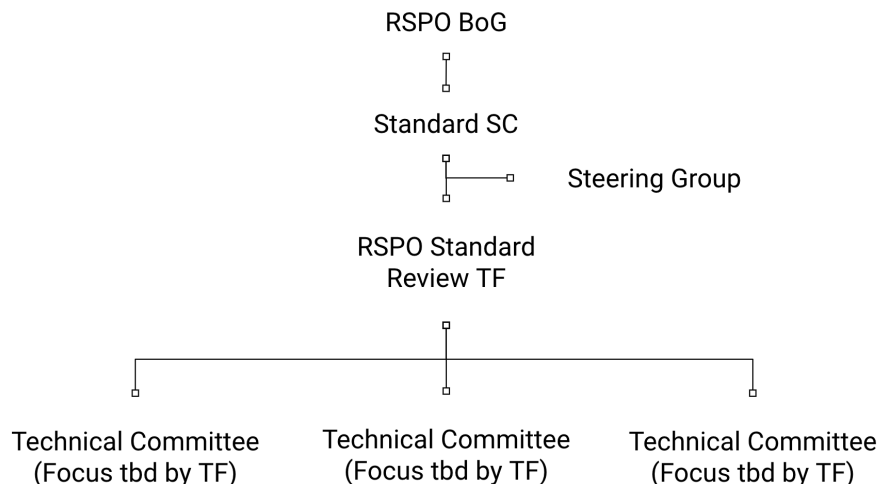 RSPO BoG
Standard SC
Steering Group
RSPO Standard
Review TF
Technical Committee
(Focus tbd by TF)
Technical Committee
(Focus tbd by TF)
Technical Committee
(Focus tbd by TF)